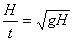 H/t = √gH